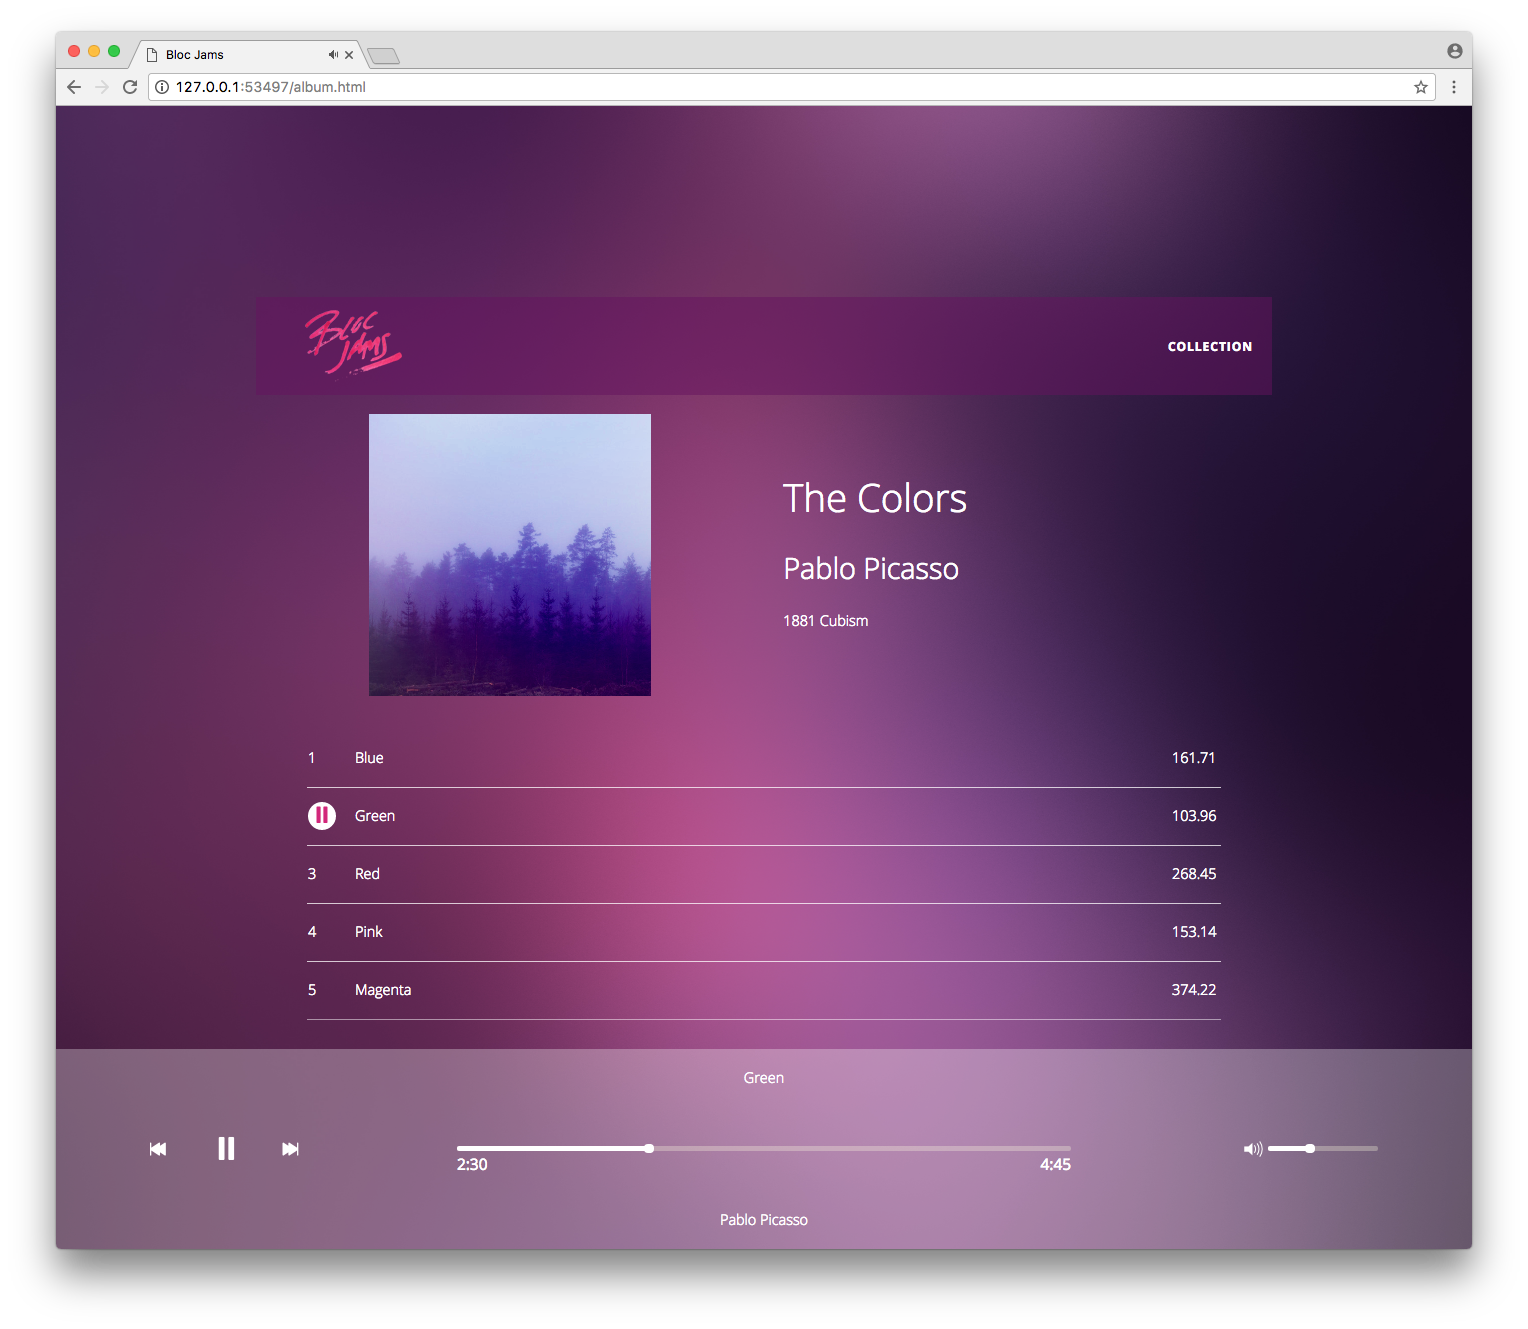 Bloc Jams
127.0.0.1:53497/album.html
BLOC
JAMS
COLLECTION
The Colors
Pablo Picasso
1881 Cubism
1 Blue 161.71
Green 103.96
3 Red 268.45
4 Pink 153.14
5 Magenta 374.22
Green
2:30 4:45
Pablo Picasso